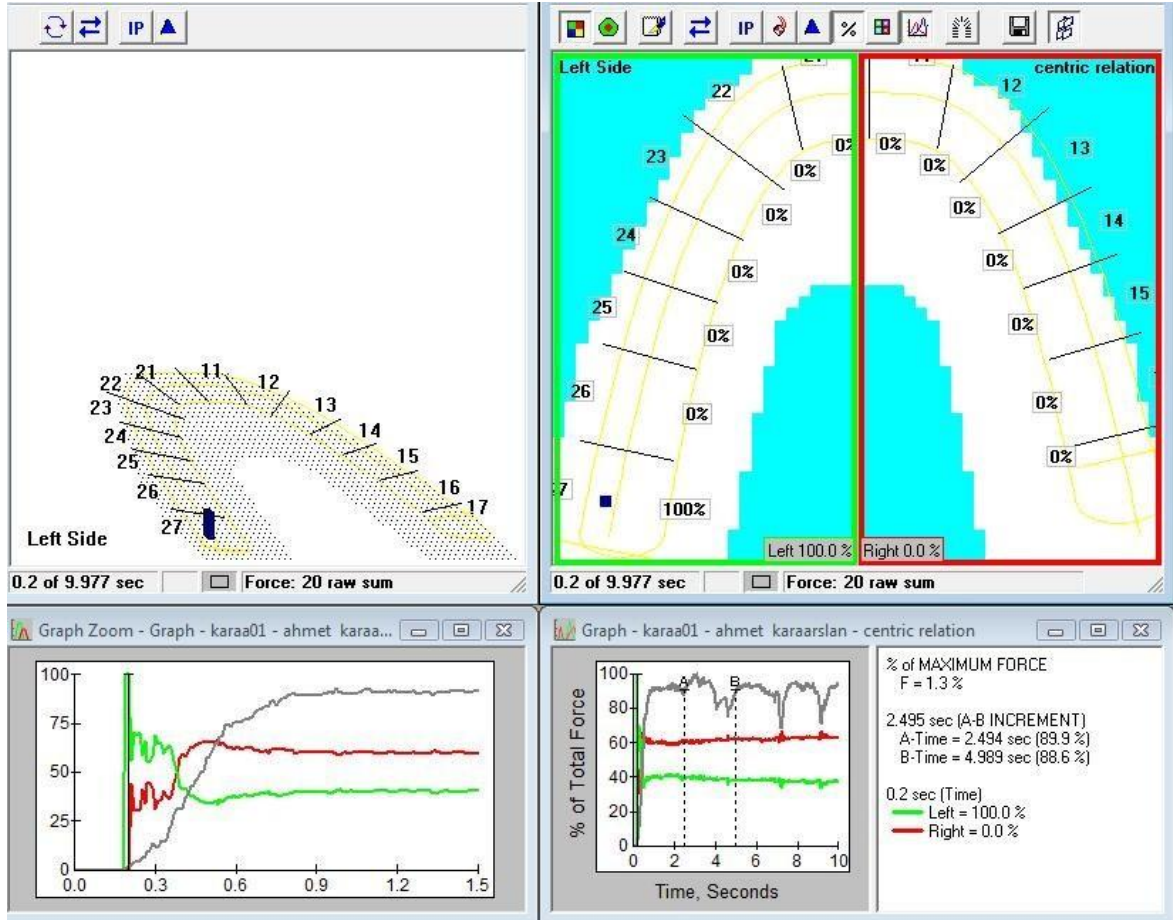 IP
IP
%
22
21
11
12
23
13
24
14
25
15
26
16
27
17
Left Side
0.2 of 9.977 sec
Force: 20 raw sum
Left Side
centric relation
22
12
23
13
0%
0%
0%
0%
24
14
0%
0%
25
15
0%
0%
0%
0%
26
0%
0%
0%
100%
Left 100.0 %
Right 0.0 %
0.2 of 9.977 sec
Force: 20 raw sum
Graph Zoom - Graph - karaa01 - ahmet karaa...
100
75
50
25
0
0.0
0.3
0.6
0.9
1.2
1.5
Graph - karaa01 - ahmet karaarslan - centric relation
% of Total Force
100
80
60
40
20
0
A
B
0
2
4
6
8
10
Time, Seconds
% of MAXIMUM FORCE
F = 1.3 %
2.495 sec (A-B INCREMENT)
A-Time = 2.494 sec (89.9 %)
B-Time = 4.989 sec (88.6 %)
0.2 sec (Time)
Left = 100.0 %
Right = 0.0 %